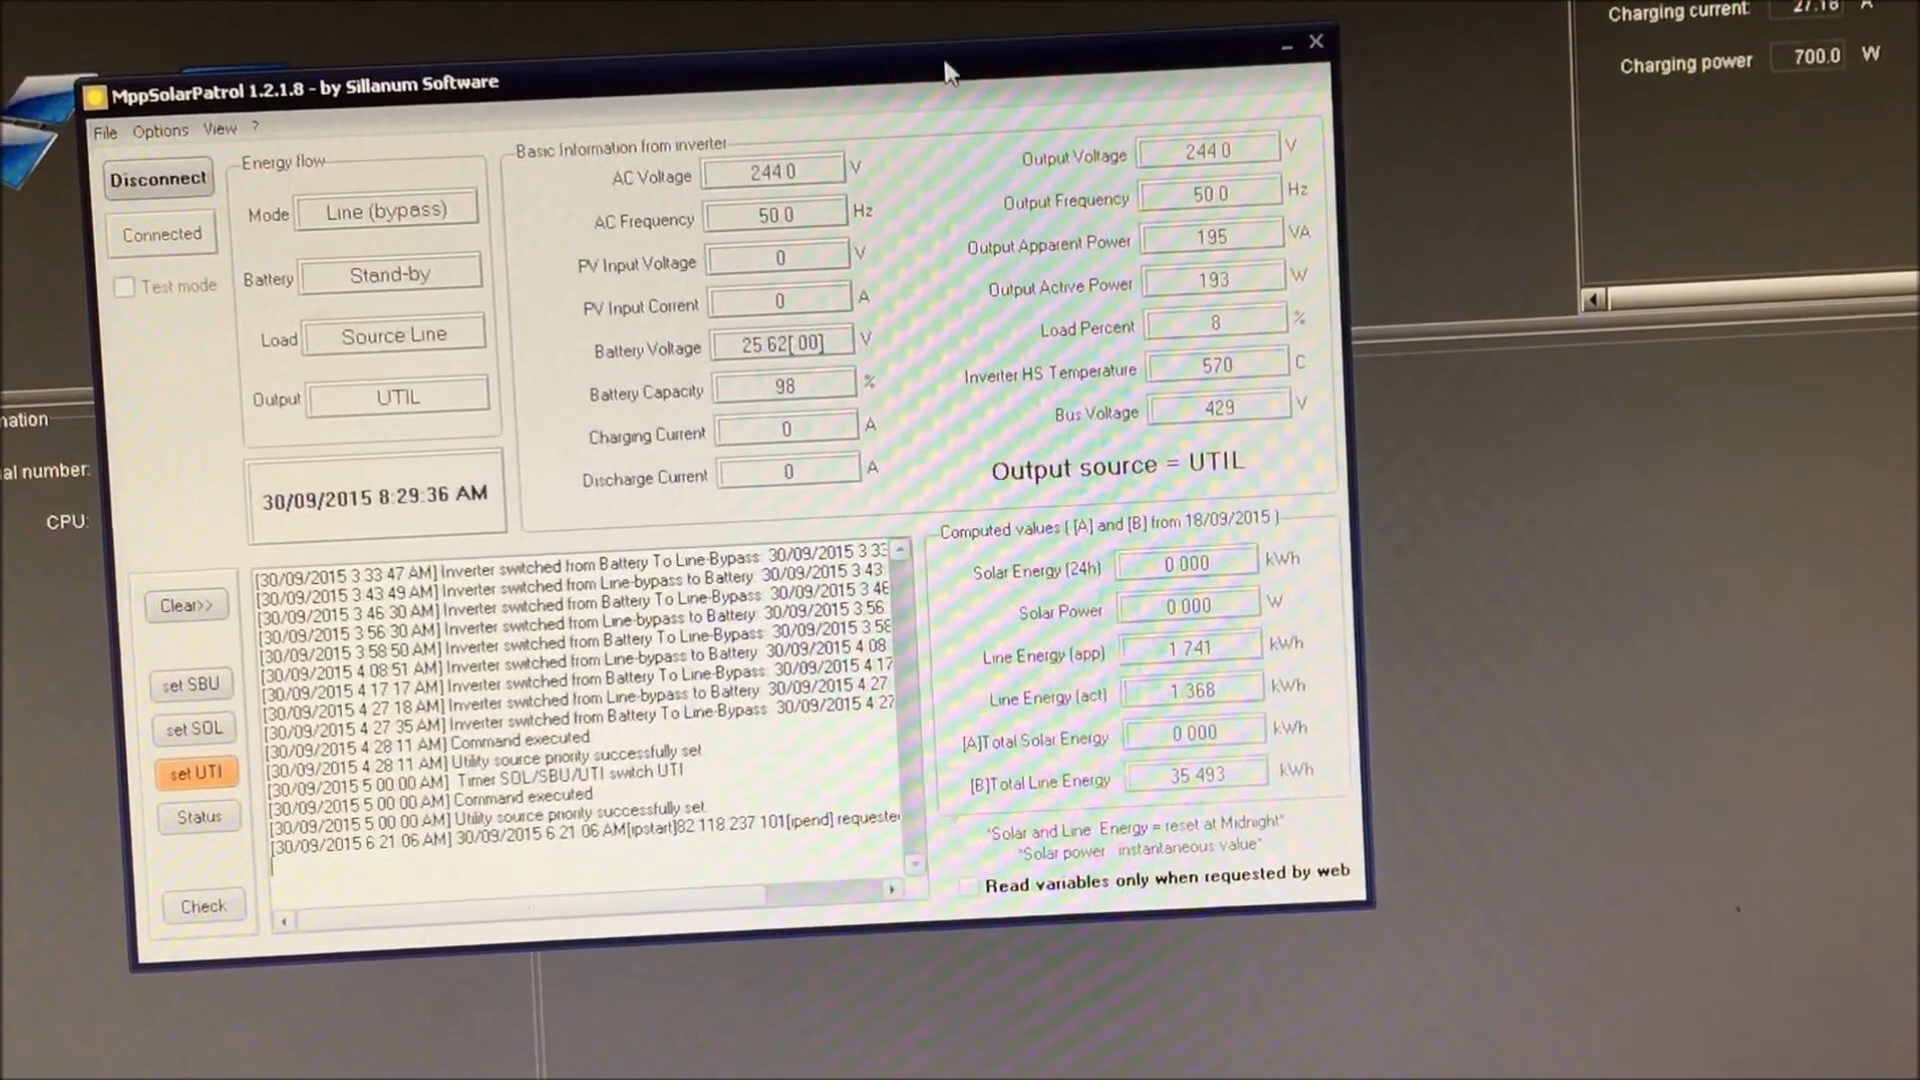 Charging current 27.18 A
Charging power 700.0 W
MppSolarPatrol 1.2.1.8 - by Sillanum Software
File Options View ?
Disconnect
Connected
Test mode
Energy flow
Mode Line (bypass)
Battery Stand-by
Load Source Line
Output UTIL
30/09/2015 8:29:36 AM
Basic Information from inverter
AC Voltage 244 0 V
AC Frequency 50 0 Hz
PV Input Voltage 0 V
PV Input Corrent 0 A
Battery Voltage 25 62[ 00] V
Battery Capacity 98 %
Charging Current 0 A
Discharge Current 0 A
Output Voltage 244 0 V
Output Frequency 50 0 Hz
Output Apparent Power 195 VA
Output Active Power 193 W
Load Percent 8 %
Inverter HS Temperature 570 C
Bus Voltage 429 V
Output source = UTIL
nation
al number:
CPU:
Clear>>
set SBU
set SOL
set UTI
Status
Check
[30/09/2015 3 33 47 AM] Inverter switched from Battery To Line-Bypass 30/09/2015 3 33
[30/09/2015 3 43 49 AM] Inverter switched from Line-bypass to Battery 30/09/2015 3 43
[30/09/2015 3 46 30 AM] Inverter switched from Battery To Line-Bypass 30/09/2015 3 46
[30/09/2015 3 56 30 AM] Inverter switched from Line-bypass to Battery 30/09/2015 3 56
[30/09/2015 3 58 50 AM] Inverter switched from Battery To Line-Bypass 30/09/2015 3 58
[30/09/2015 4 08 51 AM] Inverter switched from Line-bypass to Battery 30/09/2015 4 08
[30/09/2015 4 17 17 AM] Inverter switched from Battery To Line-Bypass 30/09/2015 4 17
[30/09/2015 4 27 18 AM] Inverter switched from Line-bypass to Battery 30/09/2015 4 27
[30/09/2015 4 27 35 AM] Inverter switched from Battery To Line-Bypass 30/09/2015 4 27
[30/09/2015 4 28 11 AM] Command executed
[30/09/2015 4 28 11 AM] Utility source priority successfully set
[30/09/2015 5 00 00 AM] Timer SOL/SBU/UTI switch UTI
[30/09/2015 5 00 00 AM] Command executed
[30/09/2015 5 00 00 AM] Utility source priority successfully set
[30/09/2015 6 21 06 AM] 30/09/2015 6 21 06 AM[ipstart]82 118 237 101[ipend] requeste
Computed values ( [A] and [B] from 18/09/2015 )
Solar Energy (24h) 0 000 kWh
Solar Power 0 000 W
Line Energy (app) 1 741 kWh
Line Energy (act) 1 368 kWh
[A]Total Solar Energy 0 000 kWh
[B]Total Line Energy 35 493 kWh
"Solar and Line Energy = reset at Midnight"
"Solar power instantaneous value"
Read variables only when requested by web